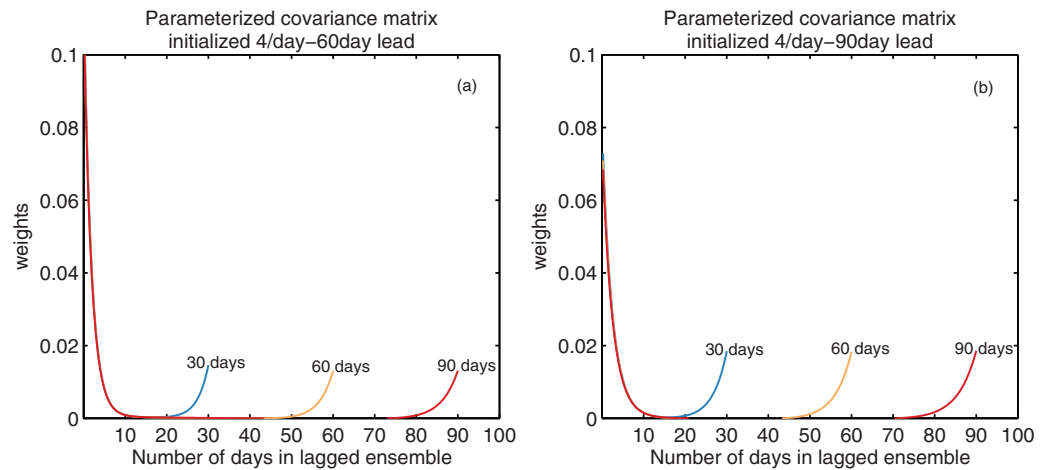 Parameterized covariance matrix
initialized 4/day−60day lead
(a)
0.1
0.08
0.06
0.04
0.02
0
weights
30 days
60 days
90 days
10 20 30 40 50 60 70 80 90 100
Number of days in lagged ensemble
Parameterized covariance matrix
initialized 4/day−90day lead
(b)
0.1
0.08
0.06
0.04
0.02
0
weights
30 days
60 days
90 days
10 20 30 40 50 60 70 80 90 100
Number of days in lagged ensemble